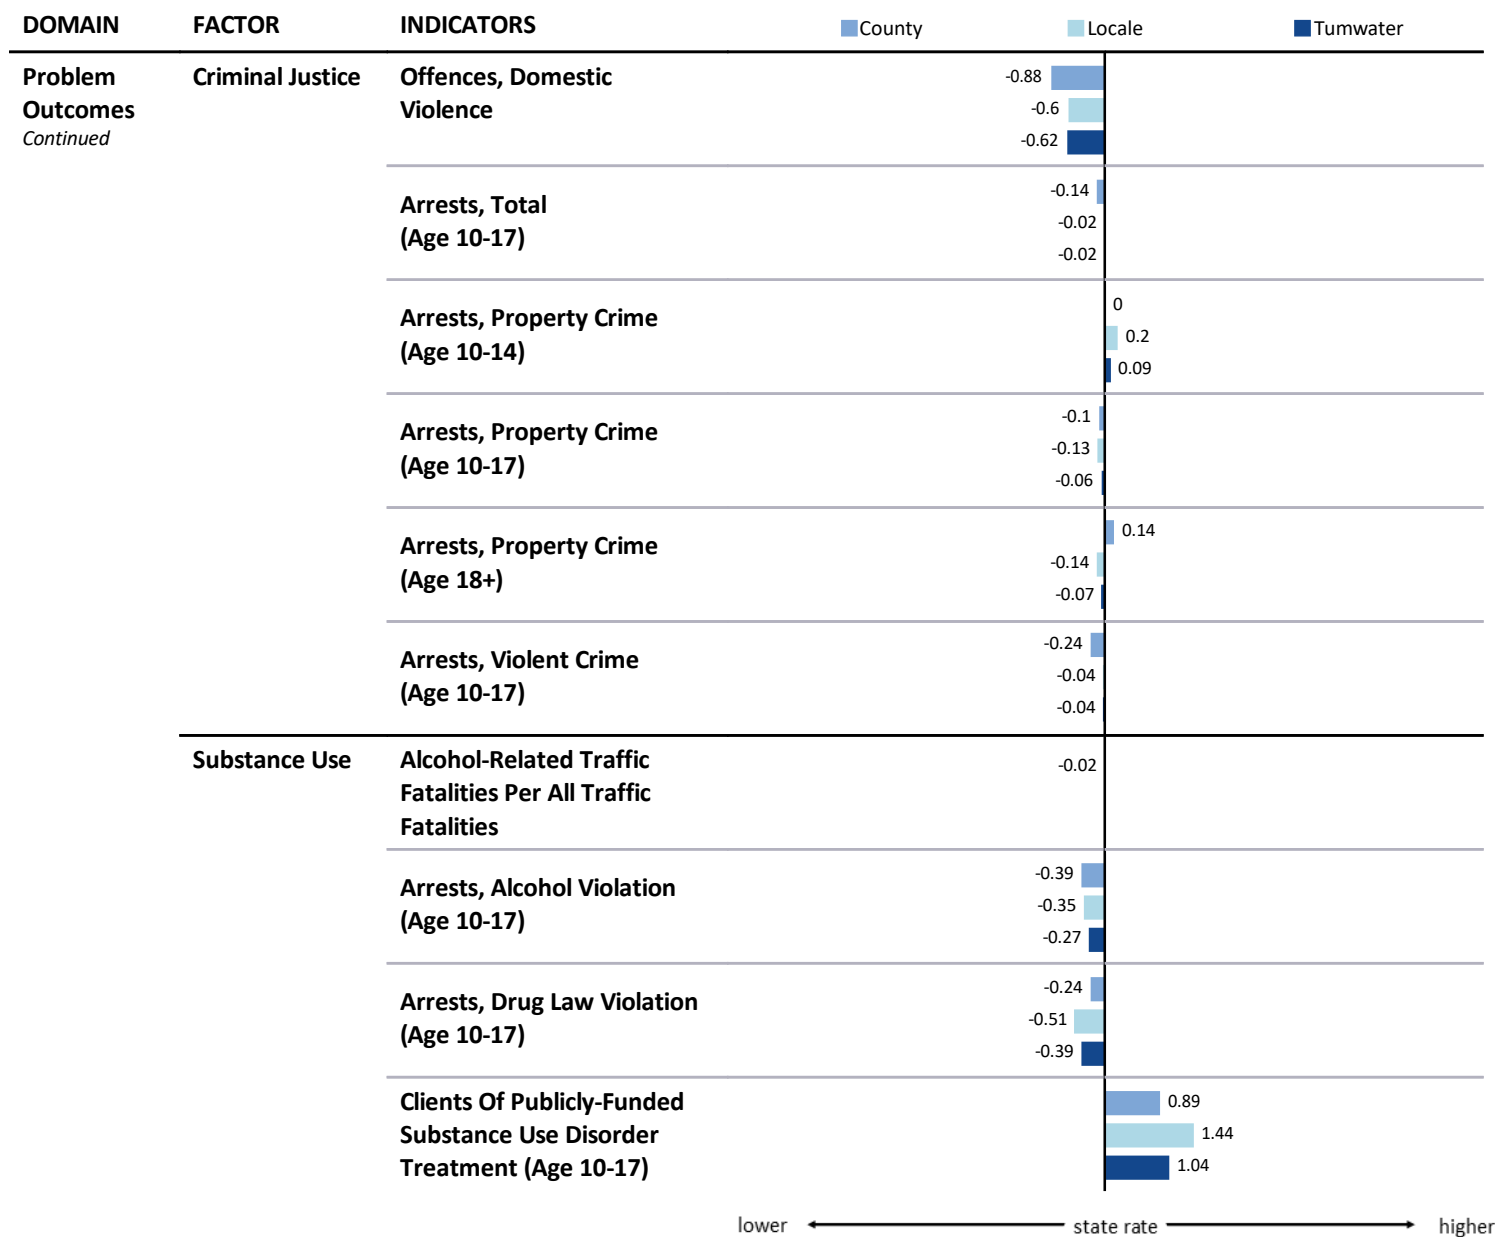 DOMAIN FACTOR INDICATORS County Locale Tumwater
Problem Outcomes Continued
Criminal Justice
Offences, Domestic
Violence
-0.88
-0.6
-0.62
Arrests, Total
(Age 10-17)
-0.14
-0.02
-0.02
Arrests, Property Crime
(Age 10-14)
0
0.2
0.09
Arrests, Property Crime
(Age 10-17)
-0.1
-0.13
-0.06
Arrests, Property Crime
(Age 18+)
0.14
-0.14
-0.07
Arrests, Violent Crime
(Age 10-17)
-0.24
-0.04
-0.04
Substance Use
Alcohol-Related Traffic
Fatalities Per All Traffic
Fatalities
-0.02
Arrests, Alcohol Violation
(Age 10-17)
-0.39
-0.35
-0.27
Arrests, Drug Law Violation
(Age 10-17)
-0.24
-0.51
-0.39
Clients Of Publicly-Funded
Substance Use Disorder
Treatment (Age 10-17)
0.89
1.44
1.04
lower state rate higher